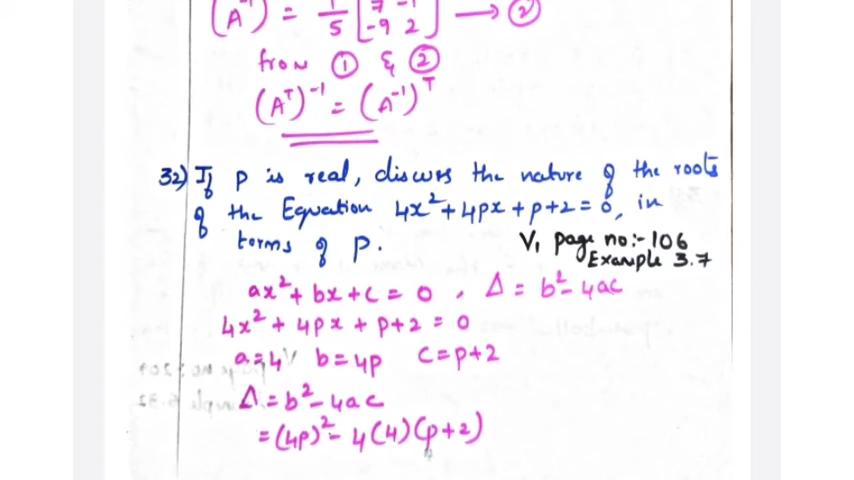 (A⁻¹) = 1/5 [7 -1 -9 2] → ②
from ① & ②
(Aᵀ)⁻¹ = (A⁻¹)ᵀ
32) If P is real, discuss the nature of the roots
of the Equation 4x² + 4px + p + 2 = 0, in
terms of P.
V, page no:- 106
Example 3.7
ax² + bx + c = 0, Δ = b² - 4ac
4x² + 4px + p + 2 = 0
a = 4 b = 4p c = p + 2
Δ = b² - 4ac
= (4p)² - 4(4)(p+2)